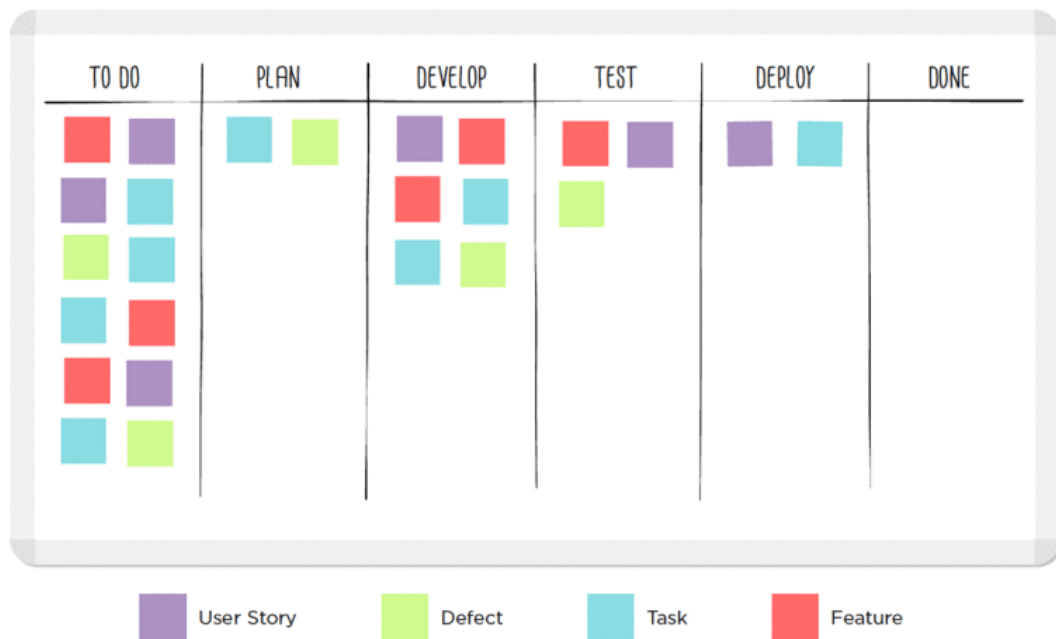 TO DO
PLAN
DEVELOP
TEST
DEPLOY
DONE
User Story
Defect
Task
Feature